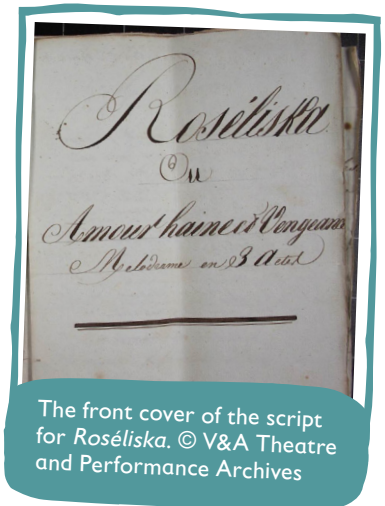 Roséliska
Ou
Amour haine et Vengeance
Mélodrame en 3 Actes
The front cover of the script
for Roséliska. © V&A Theatre
and Performance Archives